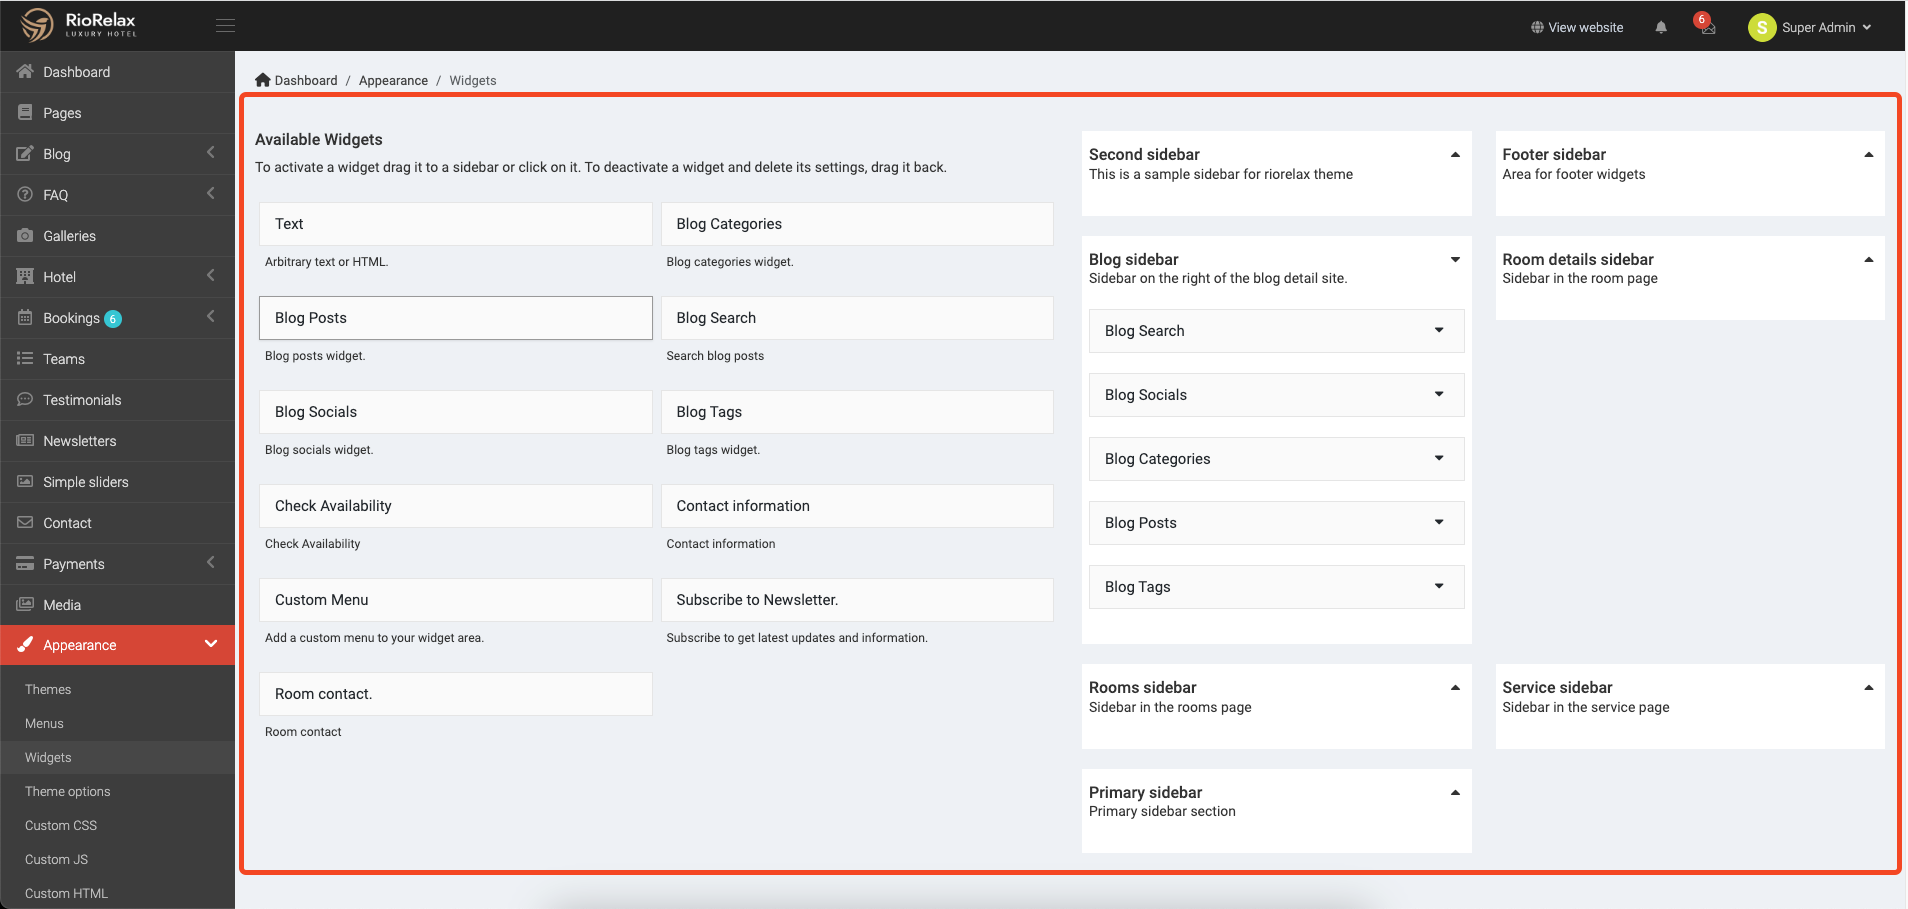 RioRelax
LUXURY HOTEL
View website
6
S
Super Admin
Dashboard
Pages
Blog
FAQ
Galleries
Hotel
Bookings 6
Teams
Testimonials
Newsletters
Simple sliders
Contact
Payments
Media
Appearance
Themes
Menus
Widgets
Theme options
Custom CSS
Custom JS
Custom HTML
Dashboard / Appearance / Widgets
Available Widgets
To activate a widget drag it to a sidebar or click on it. To deactivate a widget and delete its settings, drag it back.
Text
Arbitrary text or HTML.
Blog Categories
Blog categories widget.
Blog Posts
Blog posts widget.
Blog Search
Search blog posts
Blog Socials
Blog socials widget.
Blog Tags
Blog tags widget.
Check Availability
Check Availability
Contact information
Contact information
Custom Menu
Add a custom menu to your widget area.
Subscribe to Newsletter.
Subscribe to get latest updates and information.
Room contact.
Room contact
Second sidebar
This is a sample sidebar for riorelax theme
Footer sidebar
Area for footer widgets
Blog sidebar
Sidebar on the right of the blog detail site.
Blog Search
Blog Socials
Blog Categories
Blog Posts
Blog Tags
Room details sidebar
Sidebar in the room page
Rooms sidebar
Sidebar in the rooms page
Service sidebar
Sidebar in the service page
Primary sidebar
Primary sidebar section